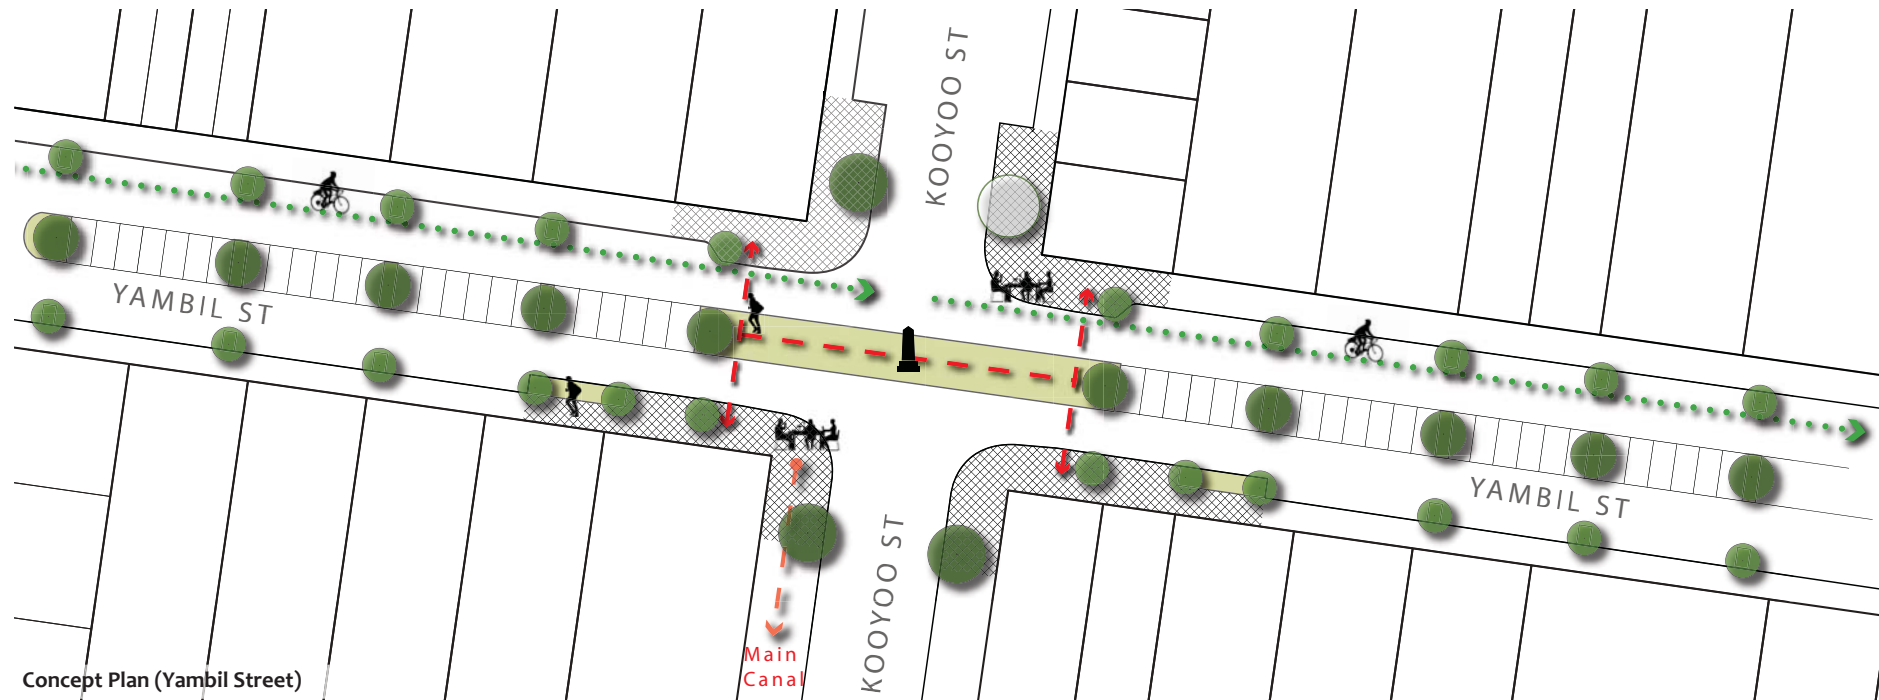 KOOYOO ST
YAMBIL ST
YAMBIL ST
KOOYOO ST
Main
Canal
Concept Plan (Yambil Street)